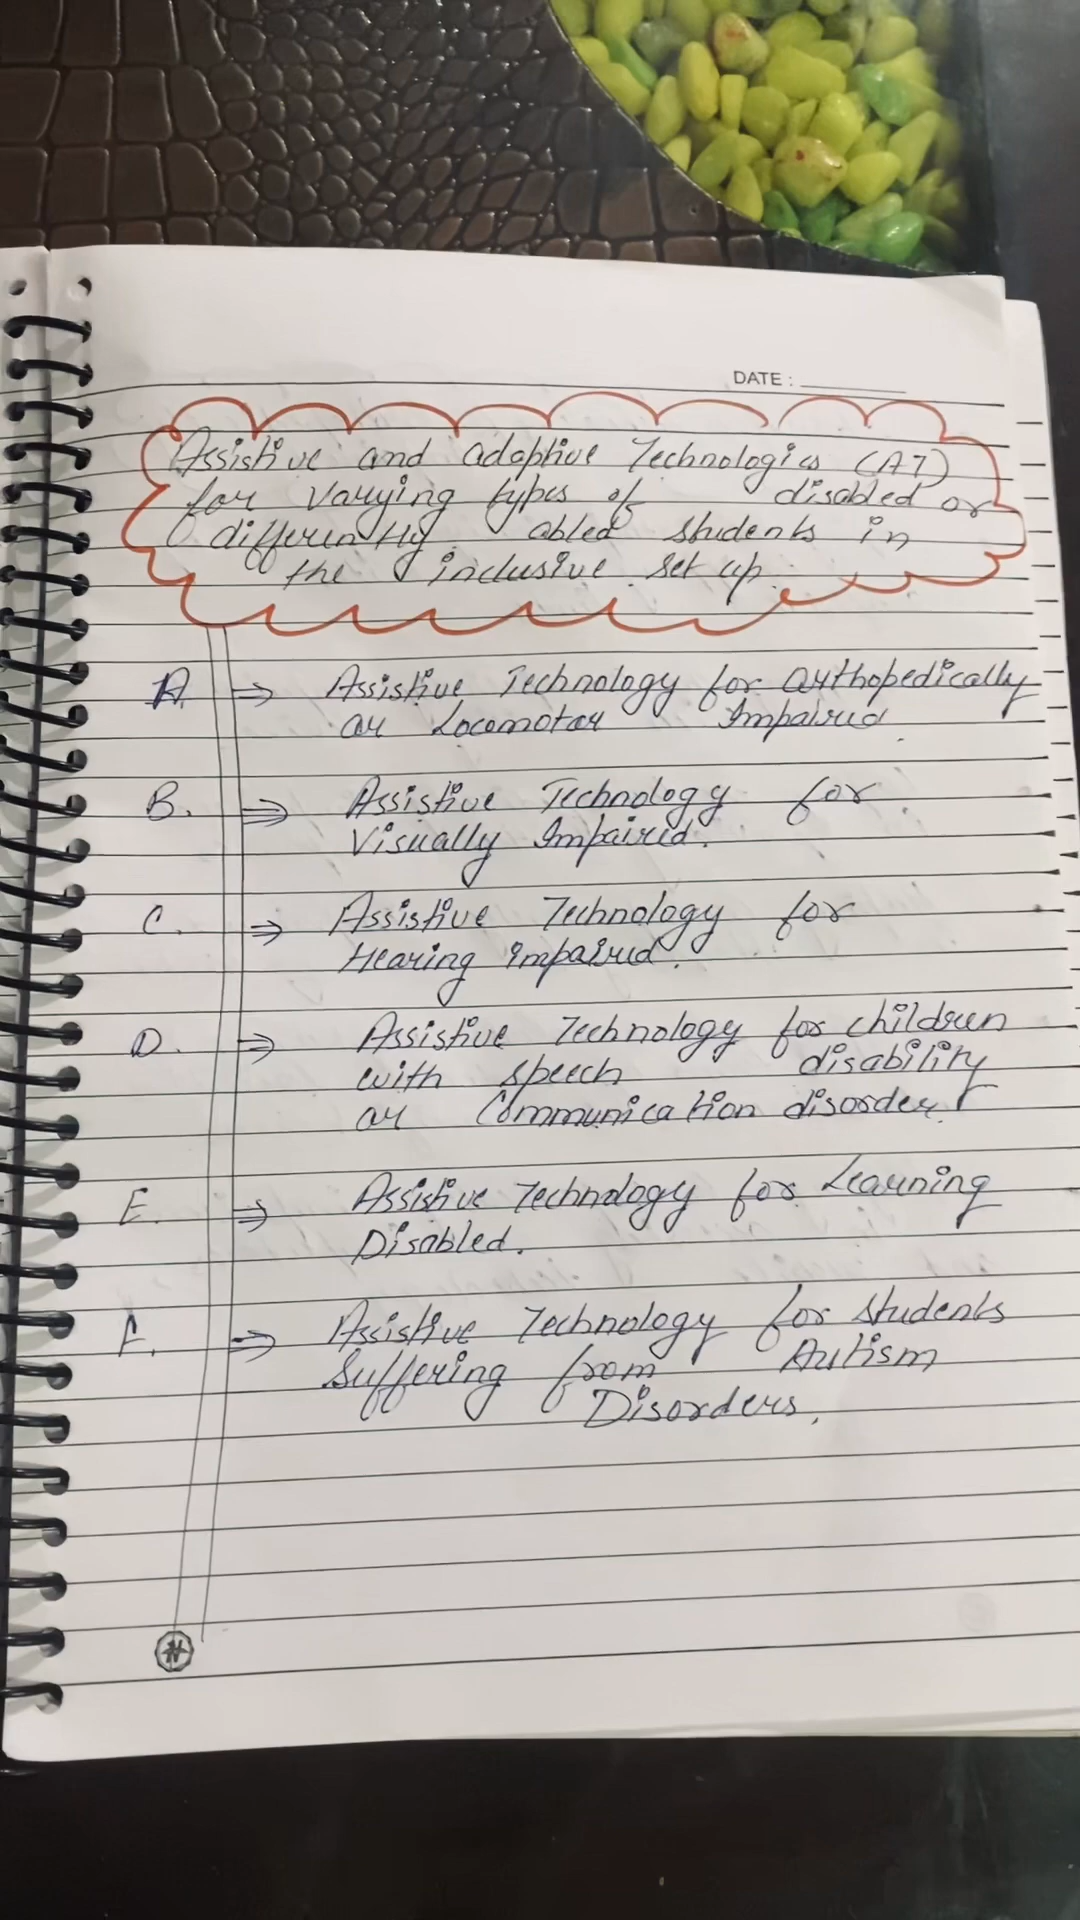 DATE :
Assistive and adaptive Technologies (AT)
for varying types of disabled or
differently abled students in
the inclusive set up.
A. ⇒ Assistive Technology for orthopedically
or Locomotor Impaired.
B. ⇒ Assistive Technology for
Visually Impaired.
C. ⇒ Assistive Technology for
Hearing Impaired.
D. ⇒ Assistive Technology for children
with speech disability
or Communication disorder.
E. ⇒ Assistive Technology for Learning
Disabled.
F. ⇒ Assistive Technology for students
Suffering from Autism
Disorders.